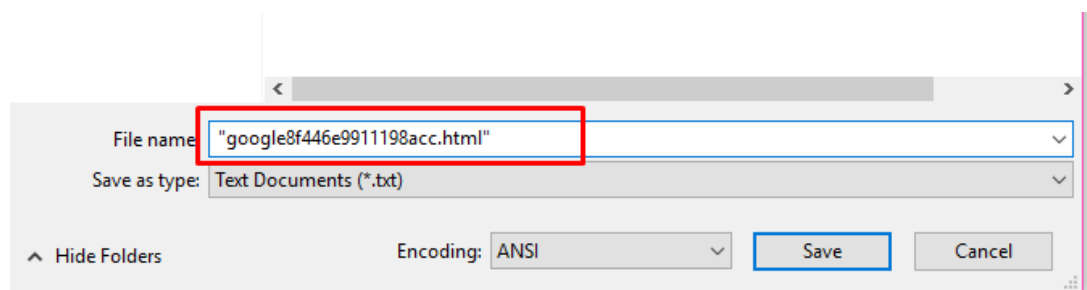 File name: "google8f446e9911198acc.html"
Save as type: Text Documents (*.txt)
Hide Folders Encoding: ANSI Save Cancel